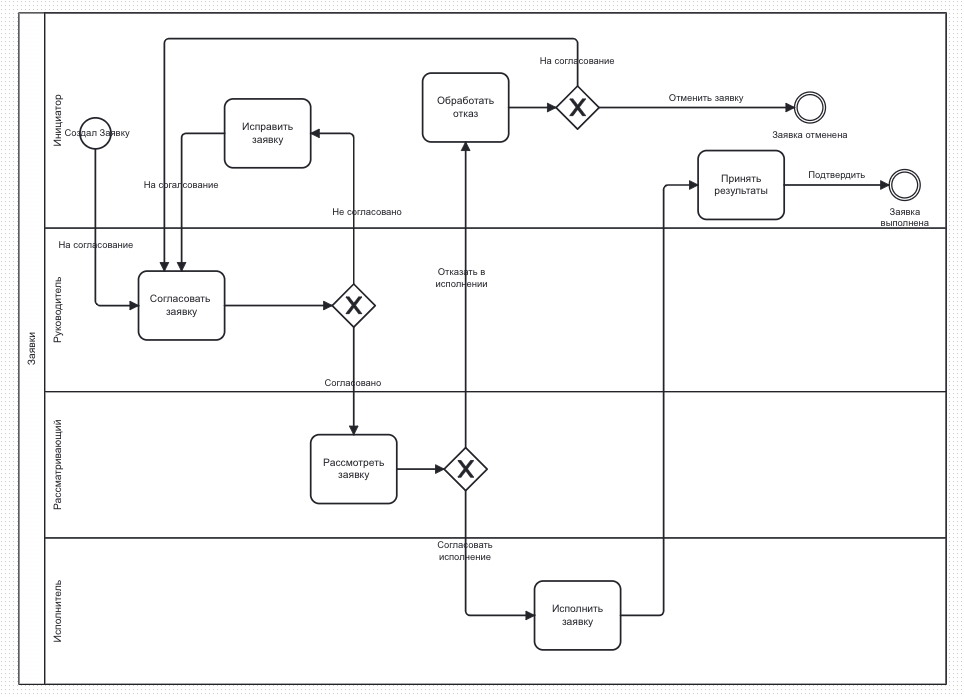 Заявки
Инициатор
На согласование
Обработать
отказ
Отменить заявку
Заявка отменена
Создал Заявку
Исправить
заявку
На согалсование
Не согласовано
Принять
результаты
Подтвердить
Заявка
выполнена
Руководитель
На согласование
Согласовать
заявку
Отказать в
исполнении
Согласовано
Рассматривающий
Рассмотреть
заявку
Исполнитель
Согласовать
исполнение
Исполнить
заявку